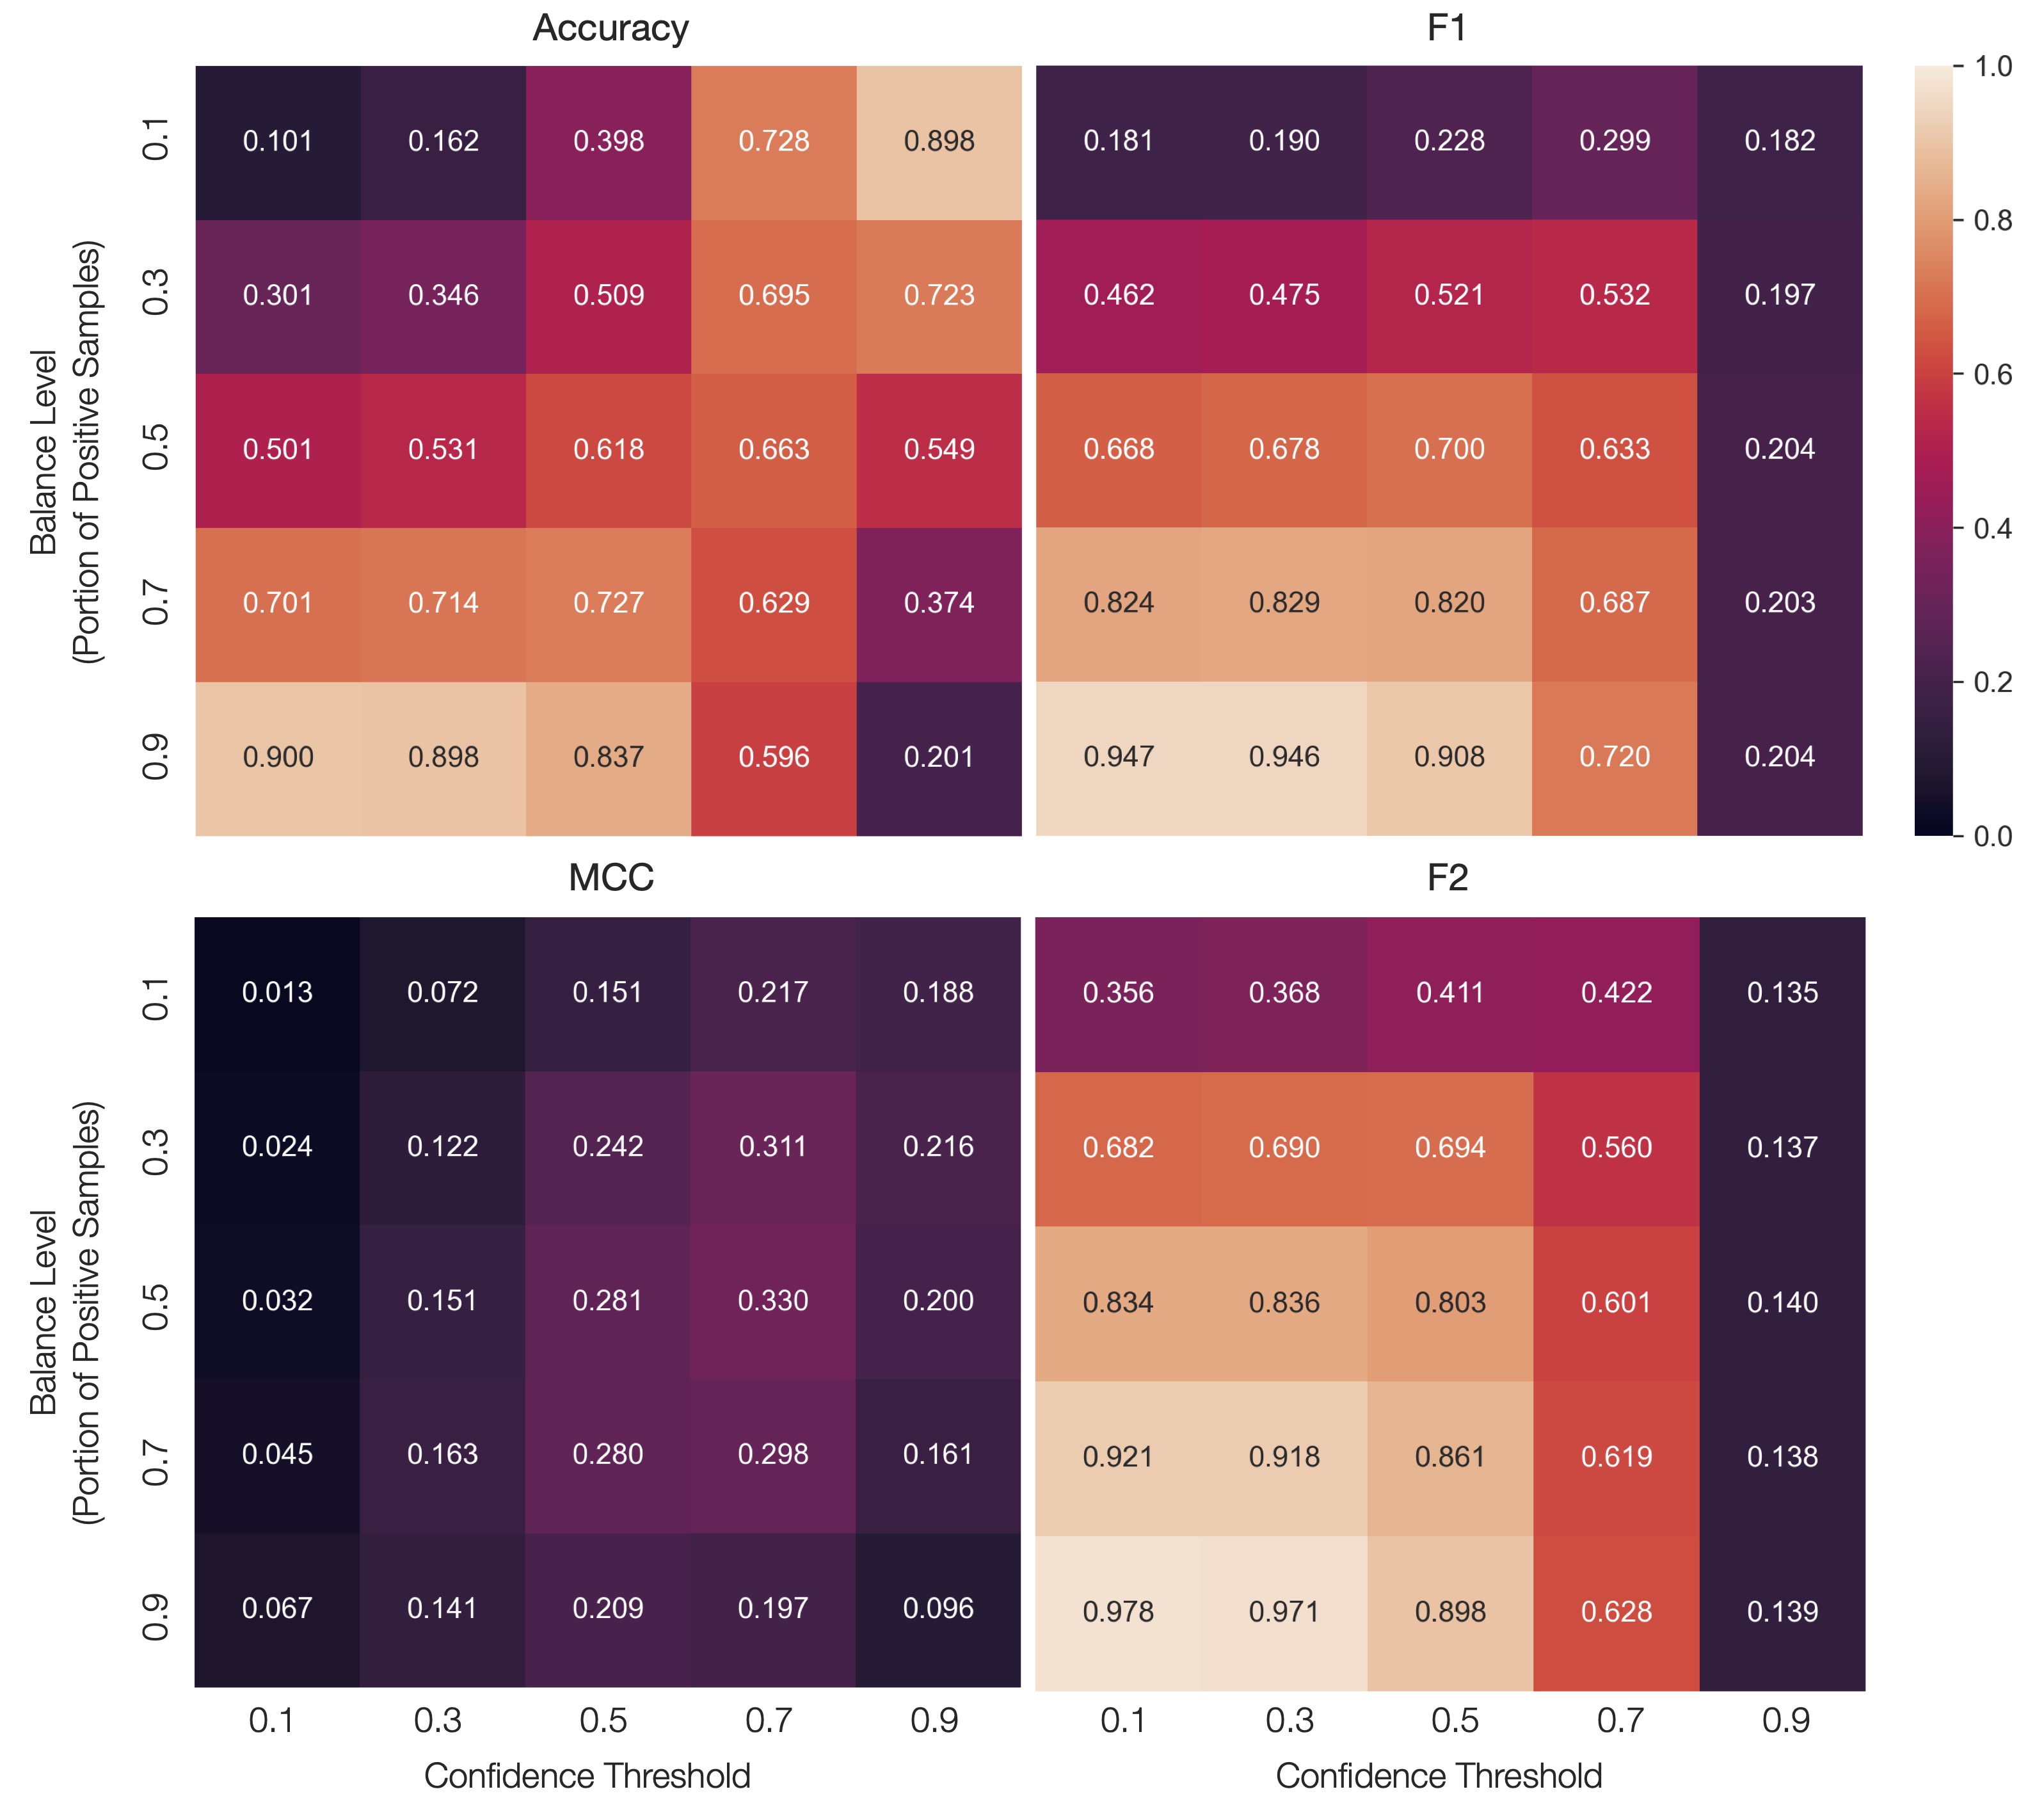 Accuracy
F1
0.1 0.101 0.162 0.398 0.728 0.898
0.181 0.190 0.228 0.299 0.182
0.3 0.301 0.346 0.509 0.695 0.723
0.462 0.475 0.521 0.532 0.197
0.5 0.501 0.531 0.618 0.663 0.549
0.668 0.678 0.700 0.633 0.204
0.7 0.701 0.714 0.727 0.629 0.374
0.824 0.829 0.820 0.687 0.203
0.9 0.900 0.898 0.837 0.596 0.201
0.947 0.946 0.908 0.720 0.204
Balance Level
(Portion of Positive Samples)
1.0
0.8
0.6
0.4
0.2
0.0
MCC
F2
0.1 0.013 0.072 0.151 0.217 0.188
0.356 0.368 0.411 0.422 0.135
0.3 0.024 0.122 0.242 0.311 0.216
0.682 0.690 0.694 0.560 0.137
0.5 0.032 0.151 0.281 0.330 0.200
0.834 0.836 0.803 0.601 0.140
0.7 0.045 0.163 0.280 0.298 0.161
0.921 0.918 0.861 0.619 0.138
0.9 0.067 0.141 0.209 0.197 0.096
0.978 0.971 0.898 0.628 0.139
Balance Level
(Portion of Positive Samples)
0.1 0.3 0.5 0.7 0.9
0.1 0.3 0.5 0.7 0.9
Confidence Threshold
Confidence Threshold